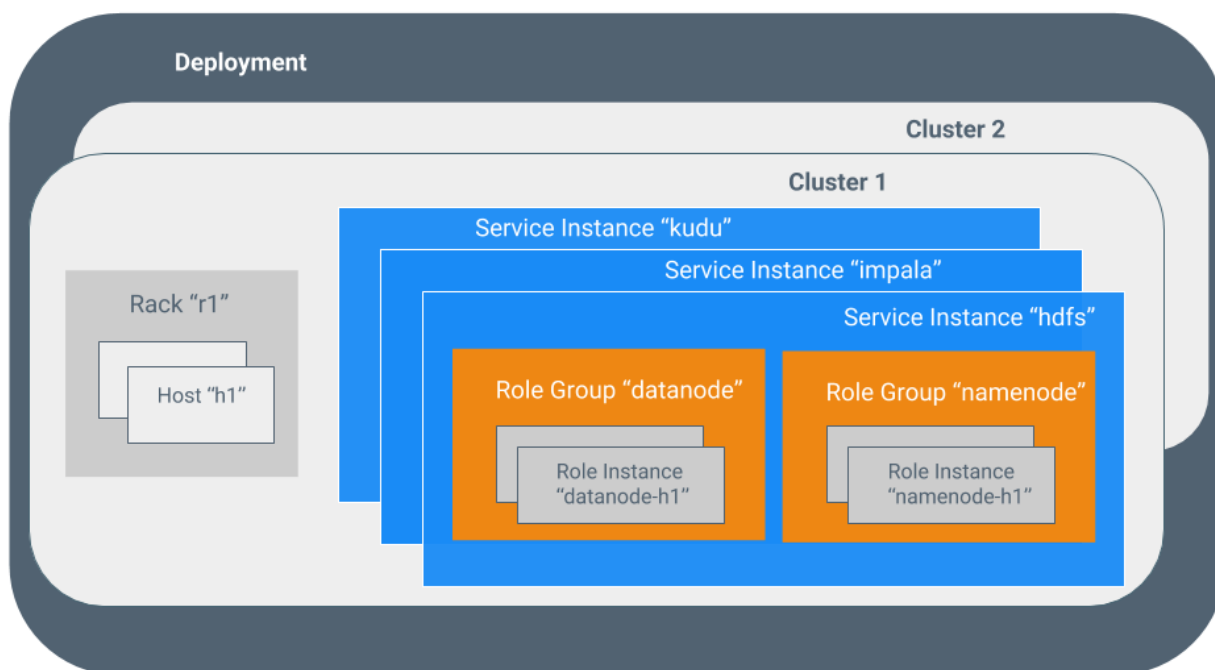 Deployment
Cluster 2
Cluster 1
Service Instance “kudu”
Service Instance “impala”
Service Instance “hdfs”
Rack “r1”
Host “h1”
Role Group “datanode”
Role Instance
“datanode-h1”
Role Group “namenode”
Role Instance
“namenode-h1”